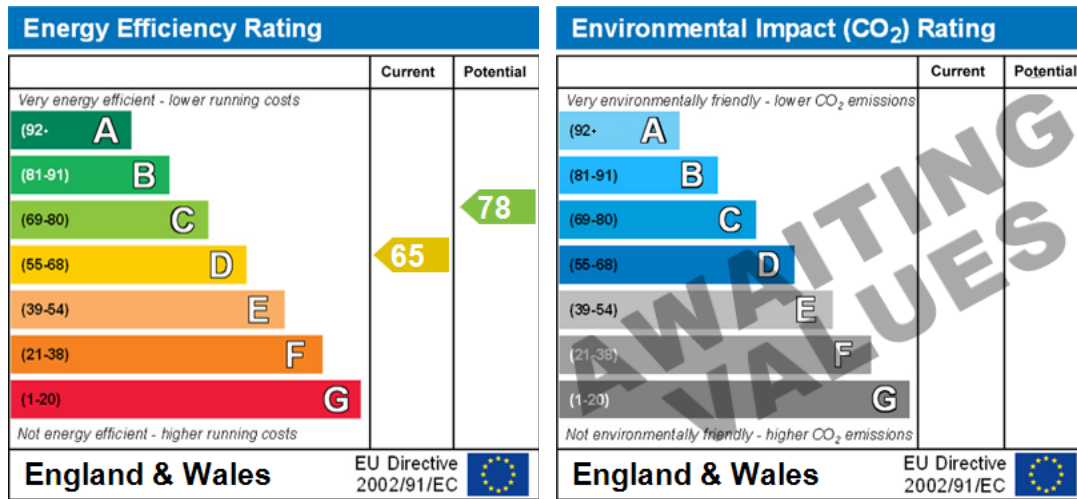 Energy Efficiency Rating
Current Potential
Very energy efficient - lower running costs
(92- A
(81-91) B
(69-80) C
(55-68) D
(39-54) E
(21-38) F
(1-20) G
78
65
Not energy efficient - higher running costs
England & Wales
EU Directive
2002/91/EC
Environmental Impact (CO2) Rating
Current Potential
Very environmentally friendly - lower CO2 emissions
(92- A
(81-91) B
(69-80) C
(55-68) D
(39-54) E
(21-38) F
(1-20) G
AWAITING
VALUES
Not environmentally friendly - higher CO2 emissions
England & Wales
EU Directive
2002/91/EC